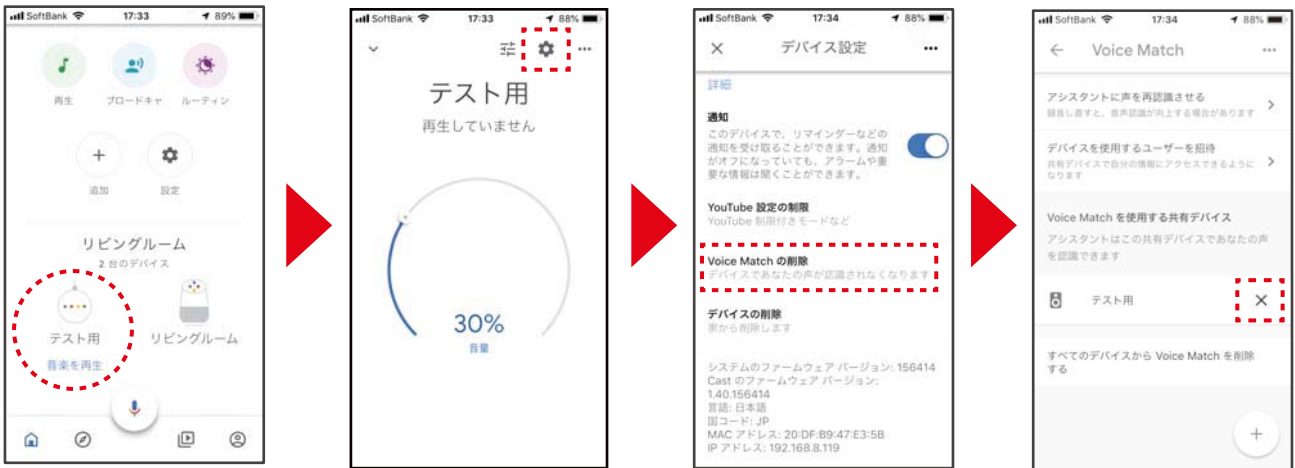 SoftBank 17:33 89%
再生 ブロードキャ ルーティン
追加 設定
リビングルーム
2 台のデバイス
テスト用 リビングルーム
音楽を再生
SoftBank 17:33 88%
テスト用
再生していません
30%
音量
SoftBank 17:34 88%
デバイス設定
詳細
通知
このデバイスで、リマインダーなどの
通知を受け取ることができます。通知
がオフになっていても、アラームや重
要な情報は聞くことができます。
YouTube 設定の制限
YouTube 制限付きモードなど
Voice Match の削除
デバイスであなたの声が認識されなくなります
デバイスの削除
家から削除します
システムのファームウェア バージョン: 156414
Cast のファームウェア バージョン:
1.40.156414
言語: 日本語
国コード: JP
MAC アドレス: 20:DF:B9:47:E3:5B
IP アドレス: 192.168.8.119
SoftBank 17:34 88%
Voice Match
アシスタントに声を再認識させる
録音し直すと、音声認識が向上する場合があります
デバイスを使用するユーザーを招待
共有デバイスで自分の情報にアクセスできるように
なります
Voice Match を使用する共有デバイス
アシスタントはこの共有デバイスであなたの声
を認識できます
テスト用
すべてのデバイスから Voice Match を削除
する